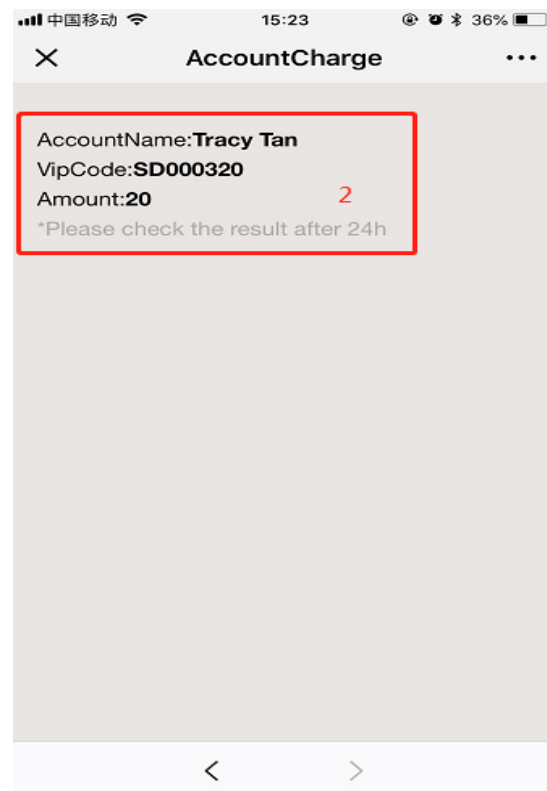 中国移动 15:23 36%
AccountCharge
AccountName:Tracy Tan
VipCode:SD000320
Amount:20
2
*Please check the result after 24h